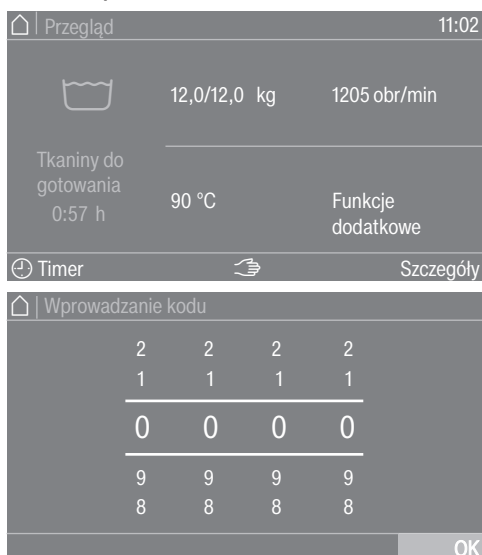 Przegląd 11:02
12,0/12,0 kg 1205 obr/min
Tkaniny do
gotowania
0:57 h
90 °C Funkcje
dodatkowe
Timer Szczegóły
Wprowadzanie kodu
2 2 2 2
1 1 1 1
0 0 0 0
9 9 9 9
8 8 8 8
OK